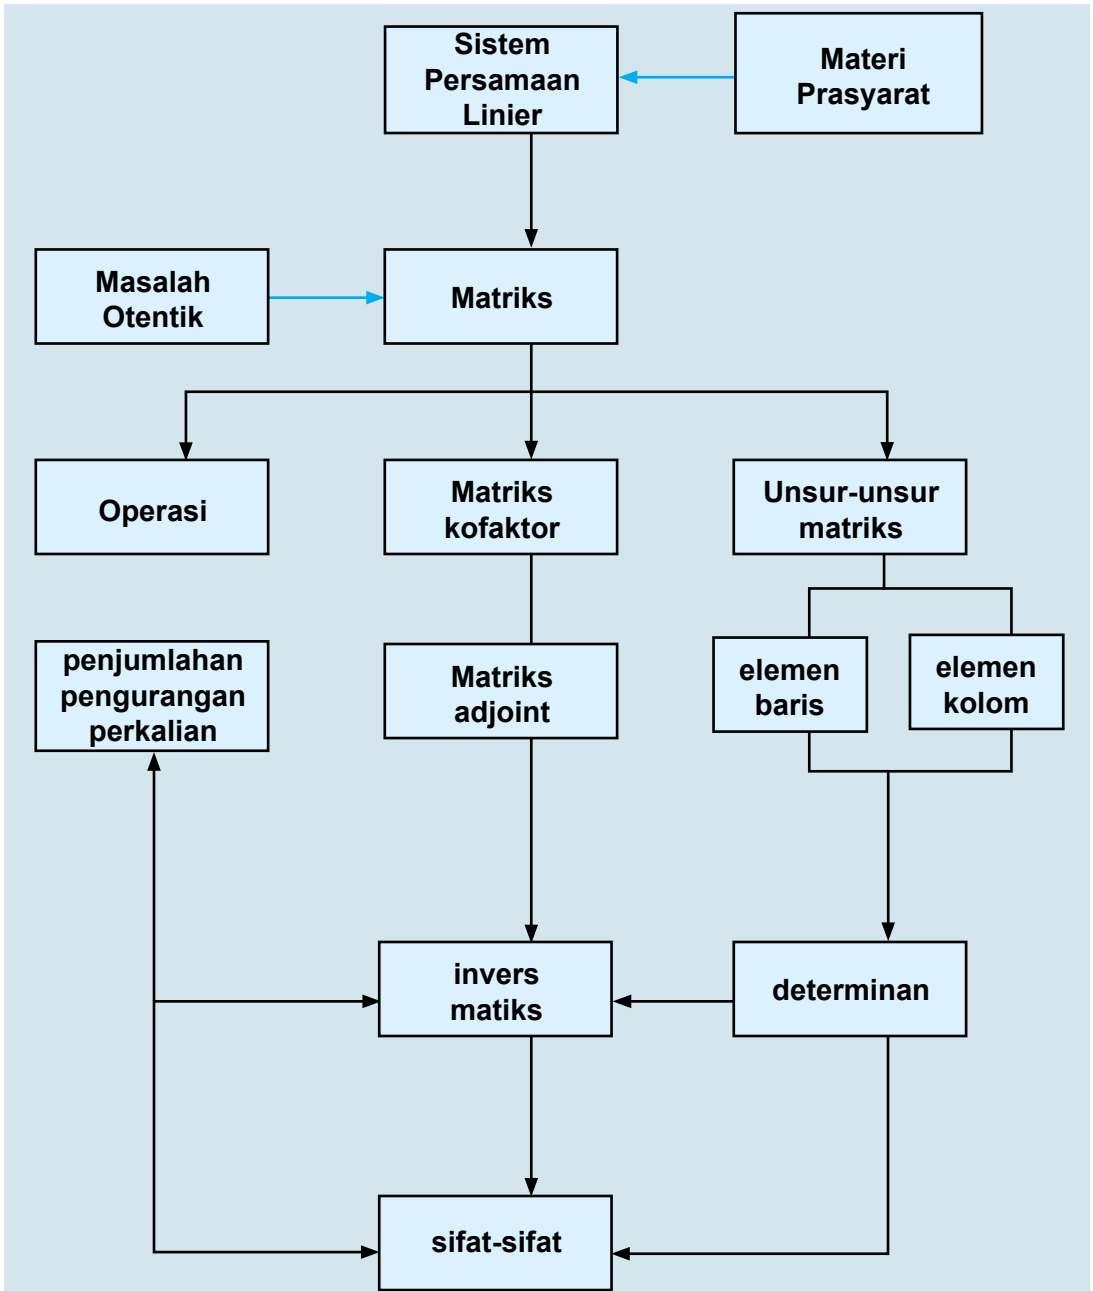 Sistem
Persamaan
Linier
Materi
Prasyarat
Masalah
Otentik
Matriks
Operasi
Matriks
kofaktor
Unsur-unsur
matriks
penjumlahan
pengurangan
perkalian
Matriks
adjoint
elemen
baris
elemen
kolom
invers
matiks
determinan
sifat-sifat